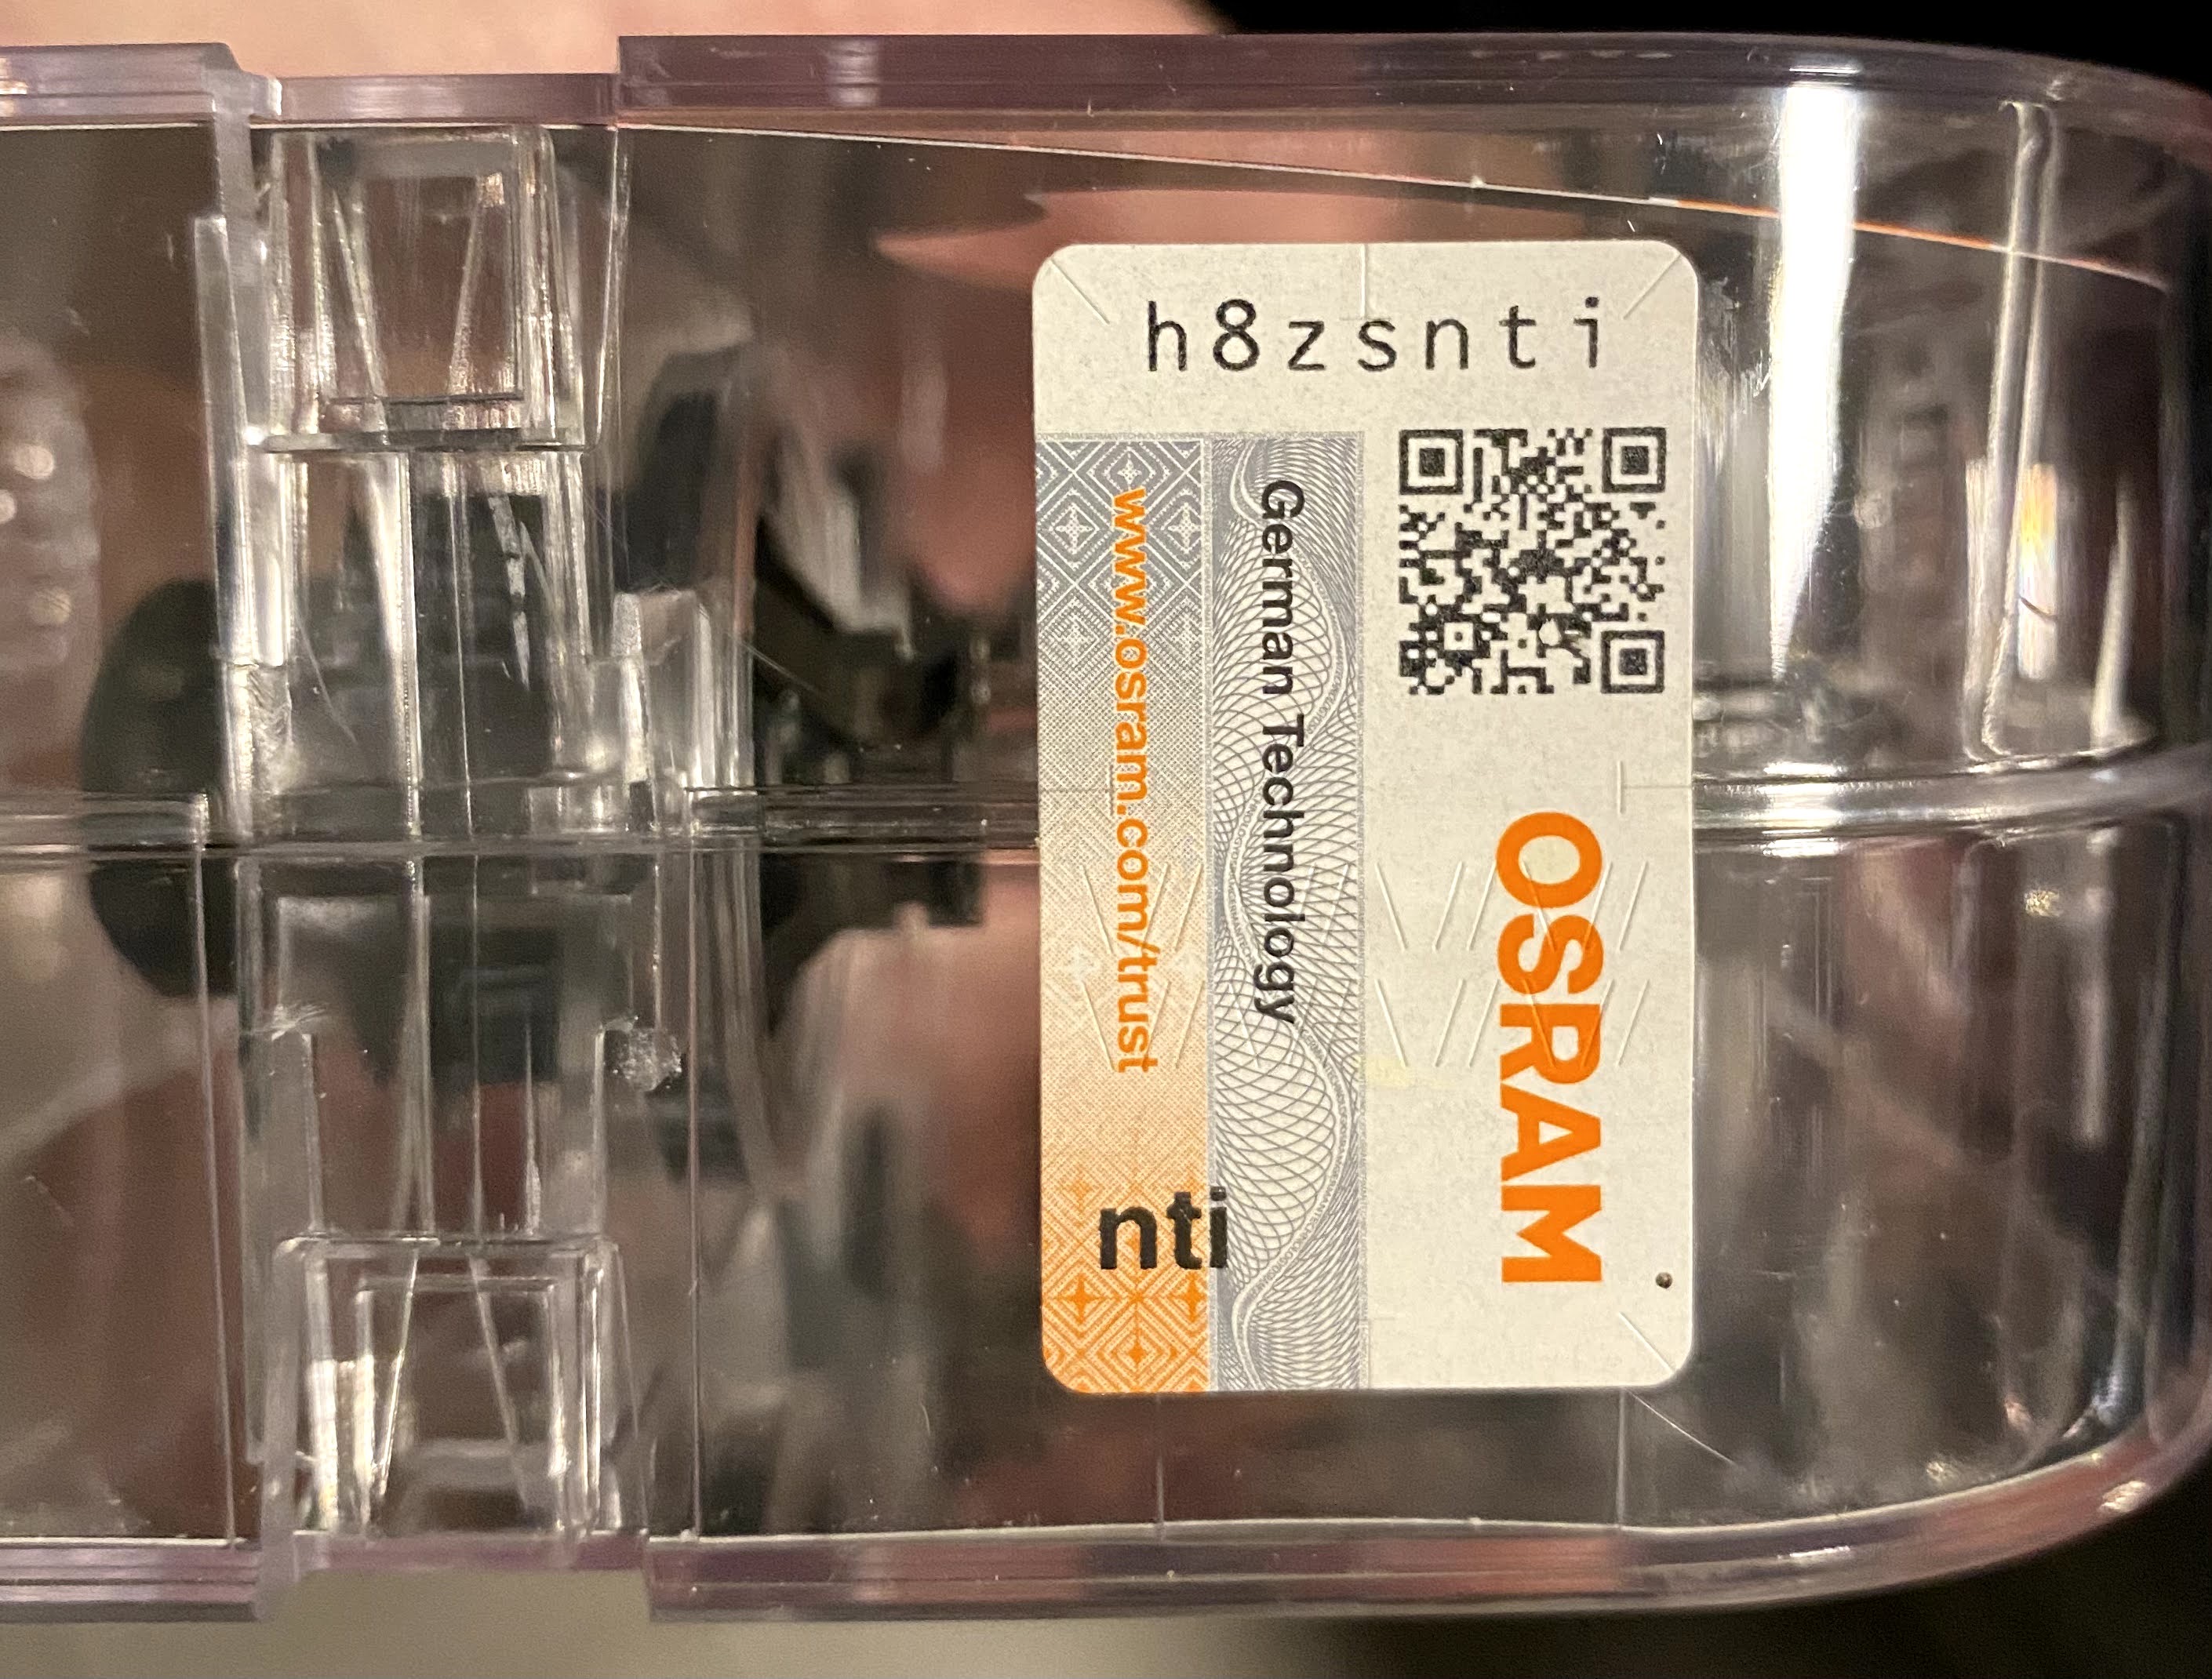 h8zsnti
OSRAM
German Technology
www.osram.com/trust
nti